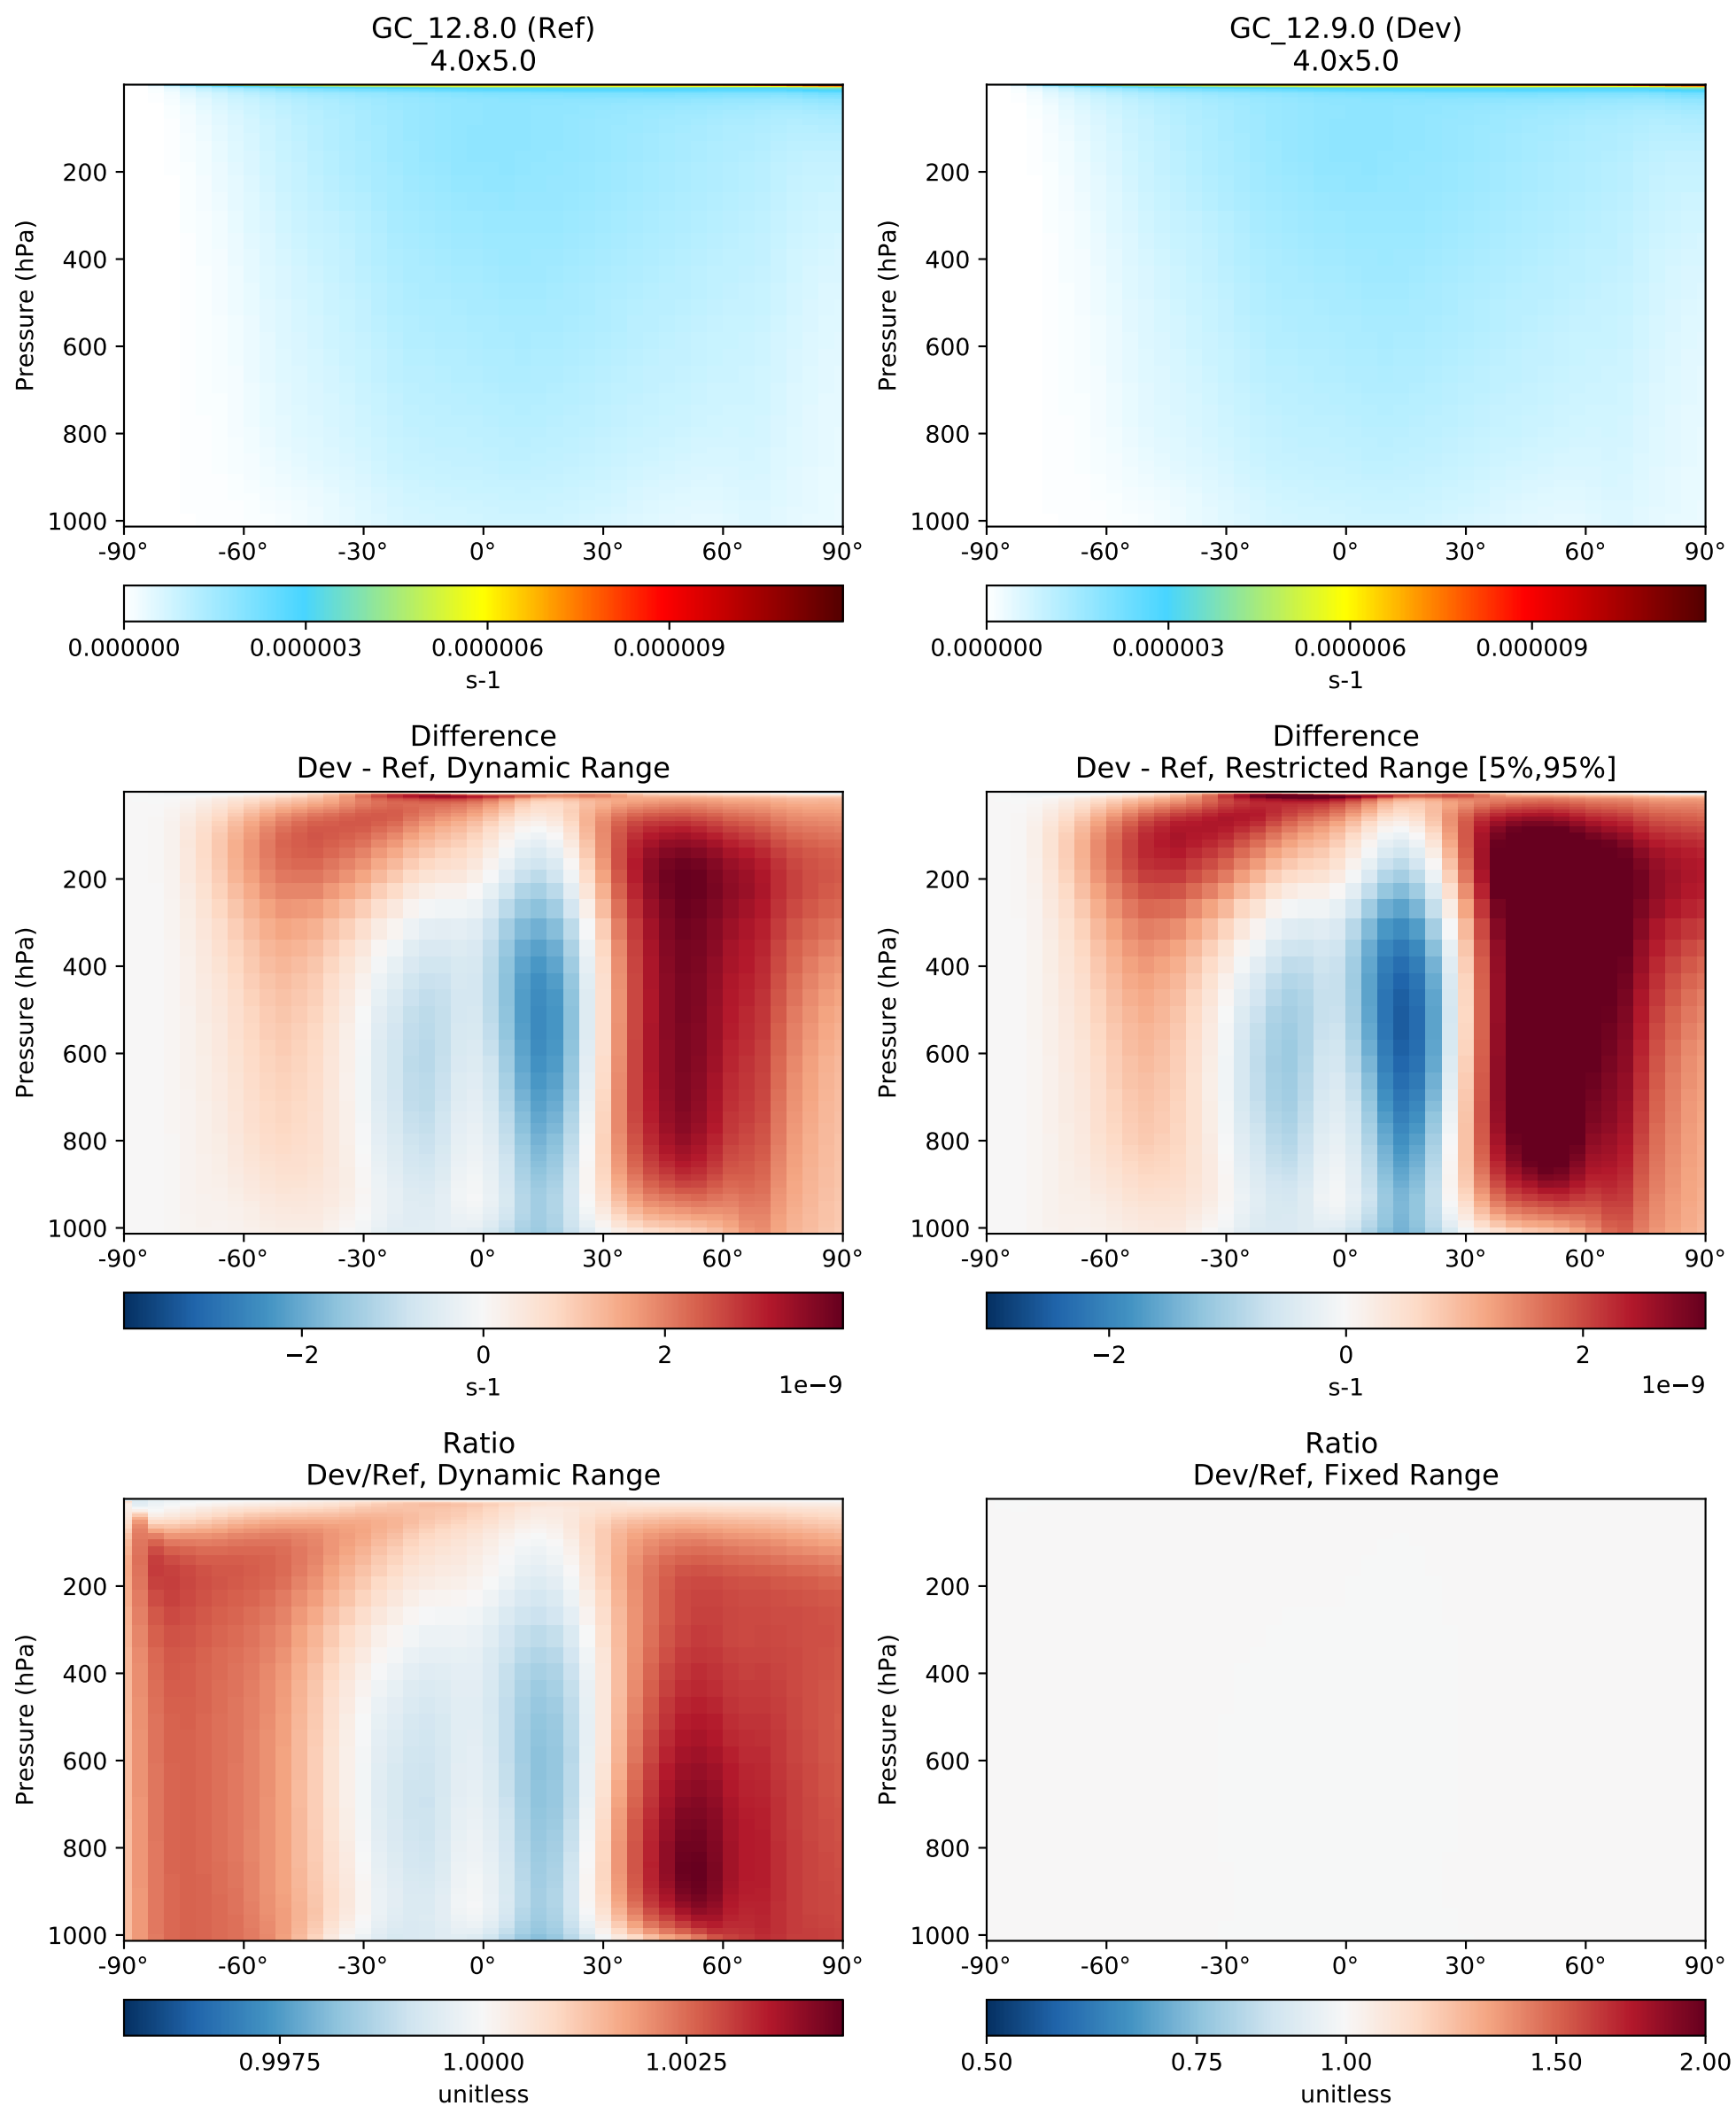 GC_12.8.0 (Ref)
4.0x5.0
Pressure (hPa)
200
400
600
800
1000
-90° -60° -30° 0° 30° 60° 90°
0.000000 0.000003 0.000006 0.000009
s-1
GC_12.9.0 (Dev)
4.0x5.0
Pressure (hPa)
200
400
600
800
1000
-90° -60° -30° 0° 30° 60° 90°
0.000000 0.000003 0.000006 0.000009
s-1
Difference
Dev - Ref, Dynamic Range
Pressure (hPa)
200
400
600
800
1000
-90° -60° -30° 0° 30° 60° 90°
−2 0 2
s-1
1e−9
Difference
Dev - Ref, Restricted Range [5%,95%]
Pressure (hPa)
200
400
600
800
1000
-90° -60° -30° 0° 30° 60° 90°
−2 0 2
s-1
1e−9
Ratio
Dev/Ref, Dynamic Range
Pressure (hPa)
200
400
600
800
1000
-90° -60° -30° 0° 30° 60° 90°
0.9975 1.0000 1.0025
unitless
Ratio
Dev/Ref, Fixed Range
Pressure (hPa)
200
400
600
800
1000
-90° -60° -30° 0° 30° 60° 90°
0.50 0.75 1.00 1.50 2.00
unitless